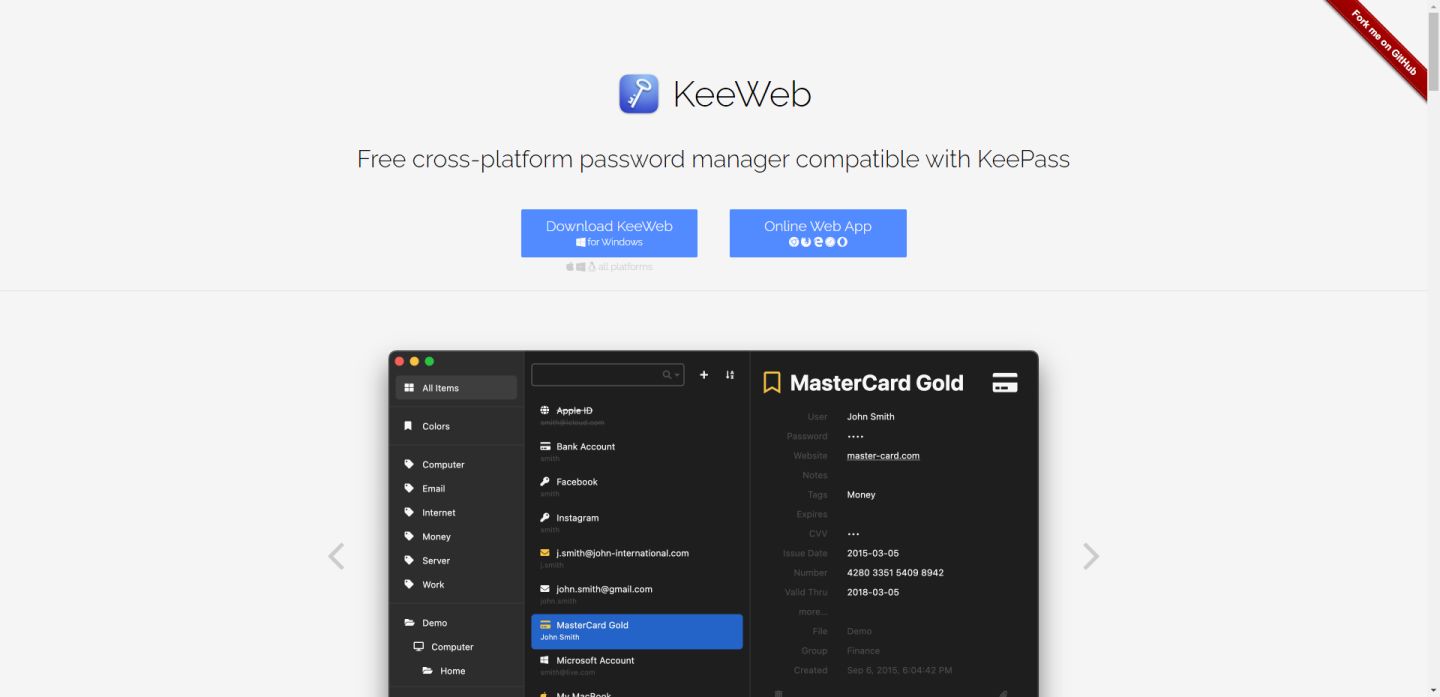 Fork me on GitHub
KeeWeb
Free cross-platform password manager compatible with KeePass
Download KeeWeb
for Windows
all platforms
Online Web App
All Items
Colors
Computer
Email
Internet
Money
Server
Work
Demo
Computer
Home
Apple ID
smith@icloud.com
Bank Account
smith
Facebook
smith
Instagram
smith
j.smith@john-international.com
j.smith
john.smith@gmail.com
john.smith
MasterCard Gold
John Smith
Microsoft Account
smith@live.com
My MacBook
MasterCard Gold
User John Smith
Password ••••
Website master-card.com
Notes
Tags Money
Expires
CVV •••
Issue Date 2015-03-05
Number 4280 3351 5409 8942
Valid Thru 2018-03-05
more...
File Demo
Group Finance
Created Sep 6, 2015, 6:04:42 PM